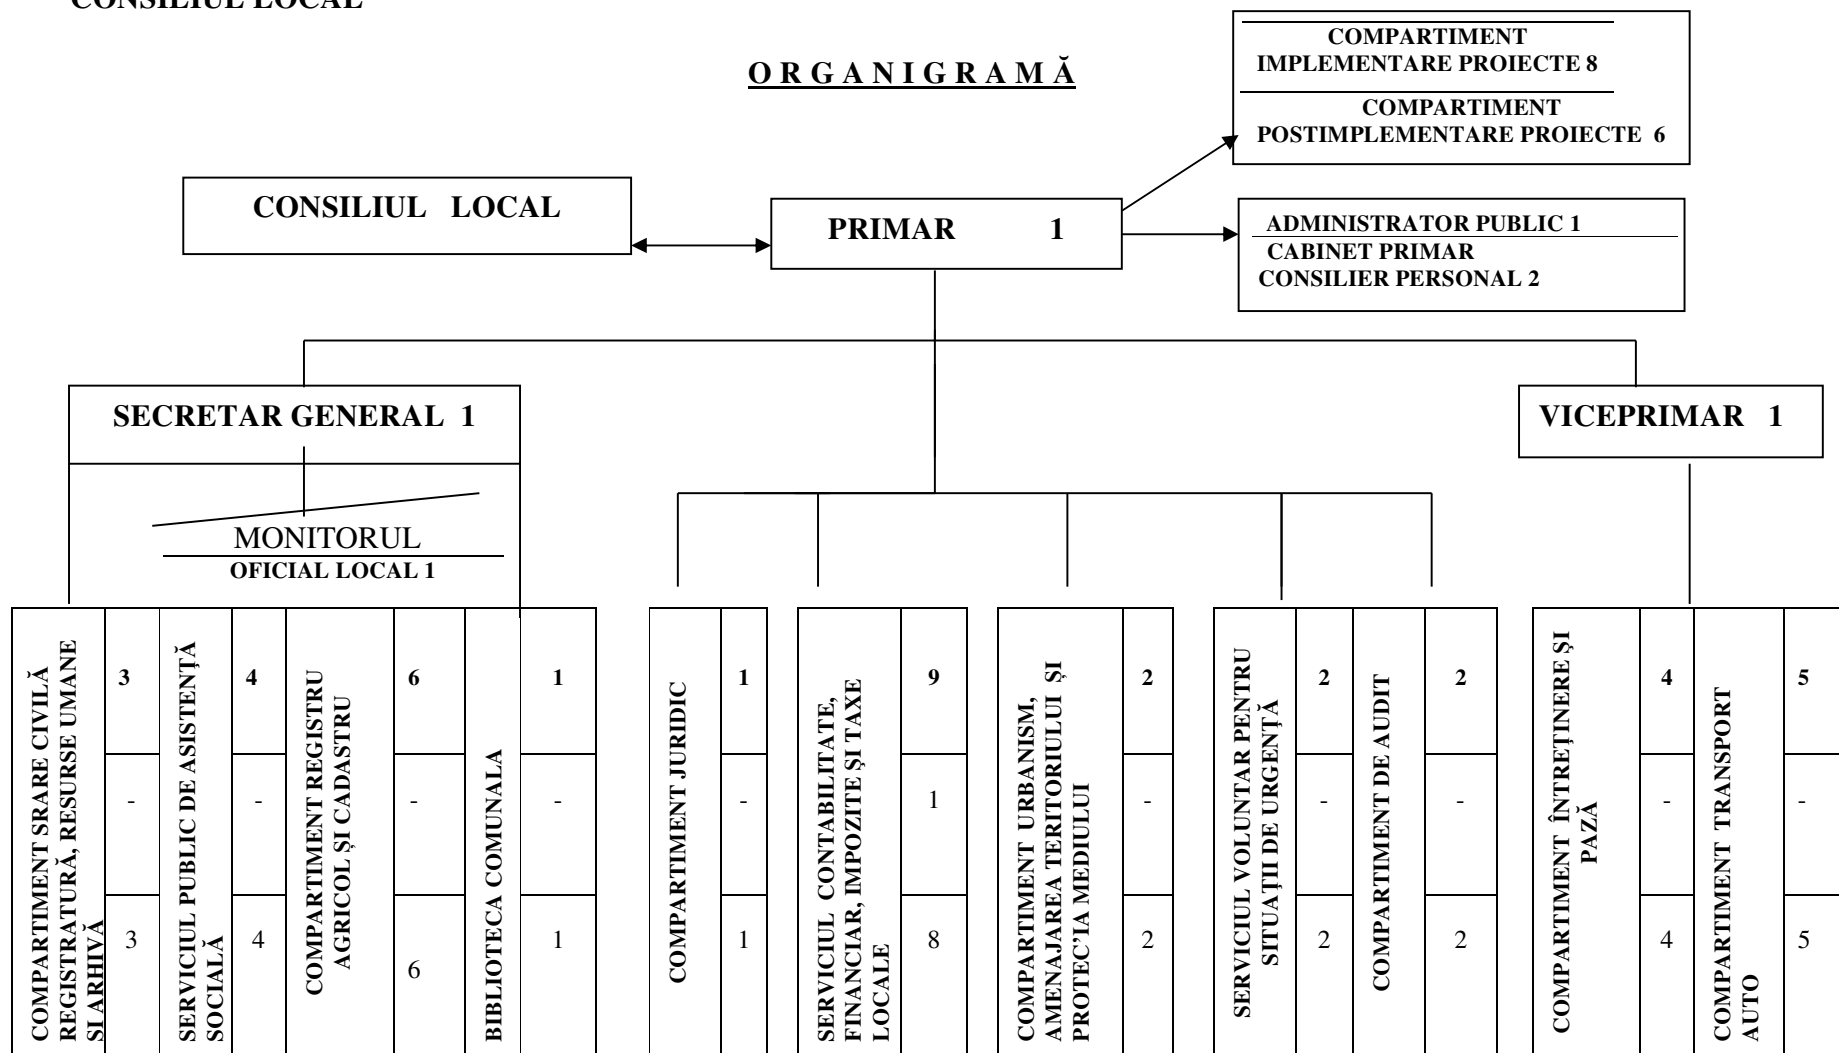 CONSILIUL LOCAL
O R G A N I G R A M Ă
COMPARTIMENT
IMPLEMENTARE PROIECTE 8
COMPARTIMENT
POSTIMPLEMENTARE PROIECTE 6
CONSILIUL LOCAL
PRIMAR 1
ADMINISTRATOR PUBLIC 1
CABINET PRIMAR
CONSILIER PERSONAL 2
SECRETAR GENERAL 1
VICEPRIMAR 1
MONITORUL
OFICIAL LOCAL 1
COMPARTIMENT SRARE CIVILĂ
REGISTRATURĂ, RESURSE UMANE
SI ARHIVĂ
3
-
3
SERVICIUL PUBLIC DE ASISTENŢĂ
SOCIALĂ
4
-
4
COMPARTIMENT REGISTRU
AGRICOL ȘI CADASTRU
6
-
6
BIBLIOTECA COMUNALA
1
-
1
COMPARTIMENT JURIDIC
1
-
1
SERVICIUL CONTABILITATE,
FINANCIAR, IMPOZITE ȘI TAXE
LOCALE
9
1
8
COMPARTIMENT URBANISM,
AMENAJAREA TERITORIULUI ȘI
PROTEC'IA MEDIULUI
2
-
2
SERVICIUL VOLUNTAR PENTRU
SITUAŢII DE URGENŢĂ
2
-
2
COMPARTIMENT DE AUDIT
2
-
2
COMPARTIMENT ÎNTREŢINERE ȘI
PAZĂ
4
-
4
COMPARTIMENT TRANSPORT
AUTO
5
-
5